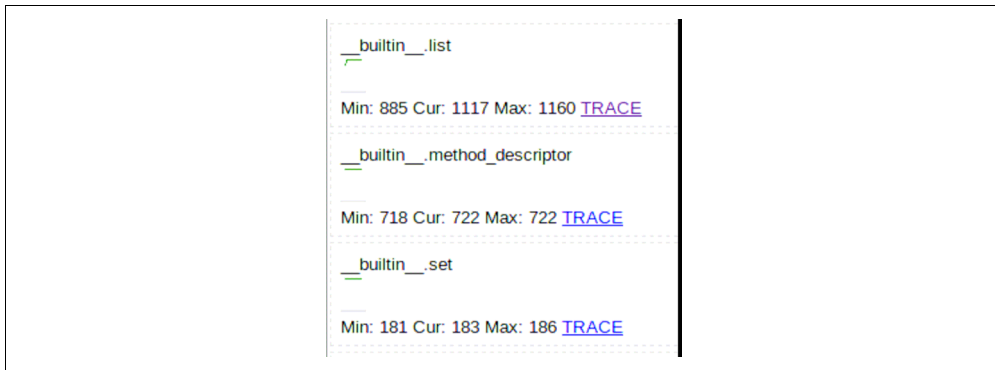 __builtin__.list
Min: 885 Cur: 1117 Max: 1160 TRACE
__builtin__.method_descriptor
Min: 718 Cur: 722 Max: 722 TRACE
__builtin__.set
Min: 181 Cur: 183 Max: 186 TRACE